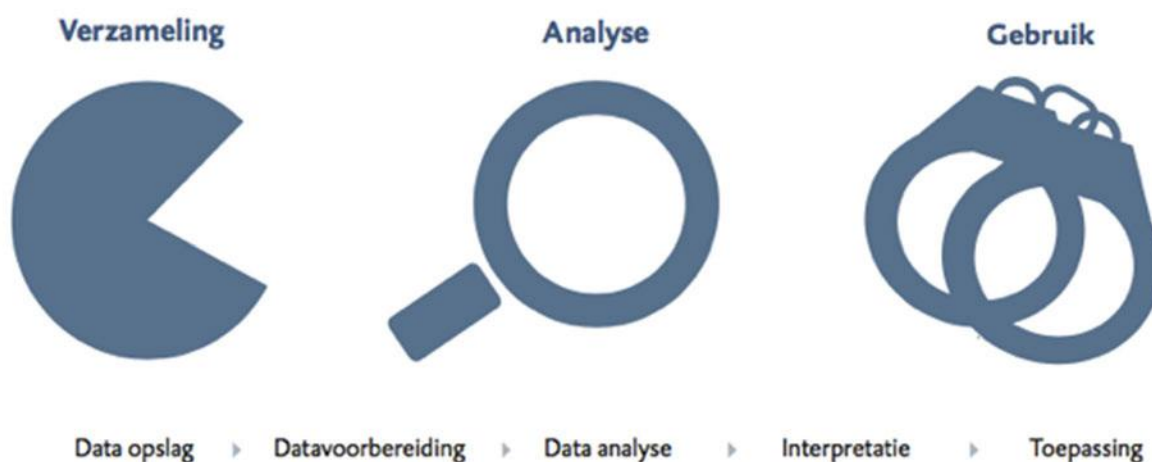 Verzameling Analyse Gebruik
Data opslag Datavoorbereiding Data analyse Interpretatie Toepassing